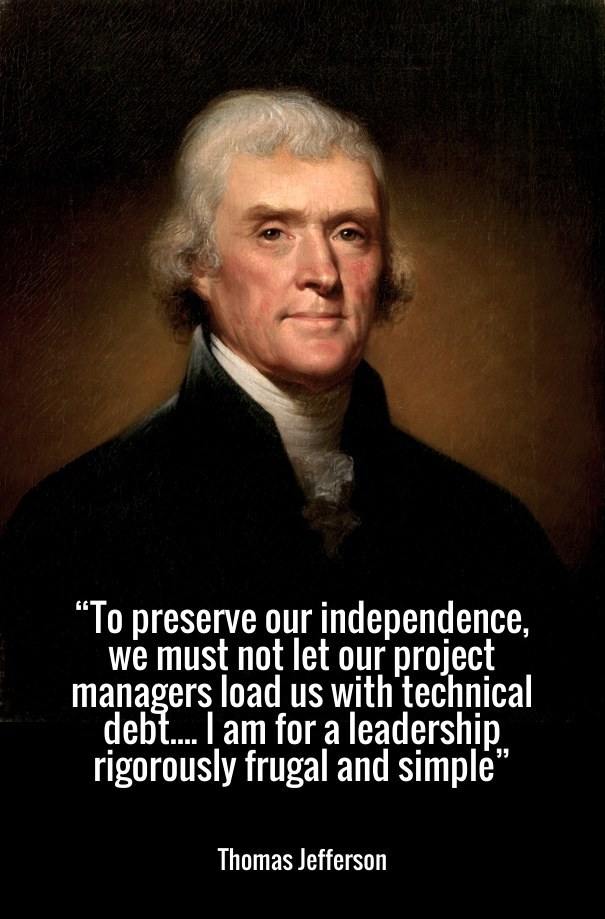 “To preserve our independence,
we must not let our project
managers load us with technical
debt.... I am for a leadership
rigorously frugal and simple”
Thomas Jefferson